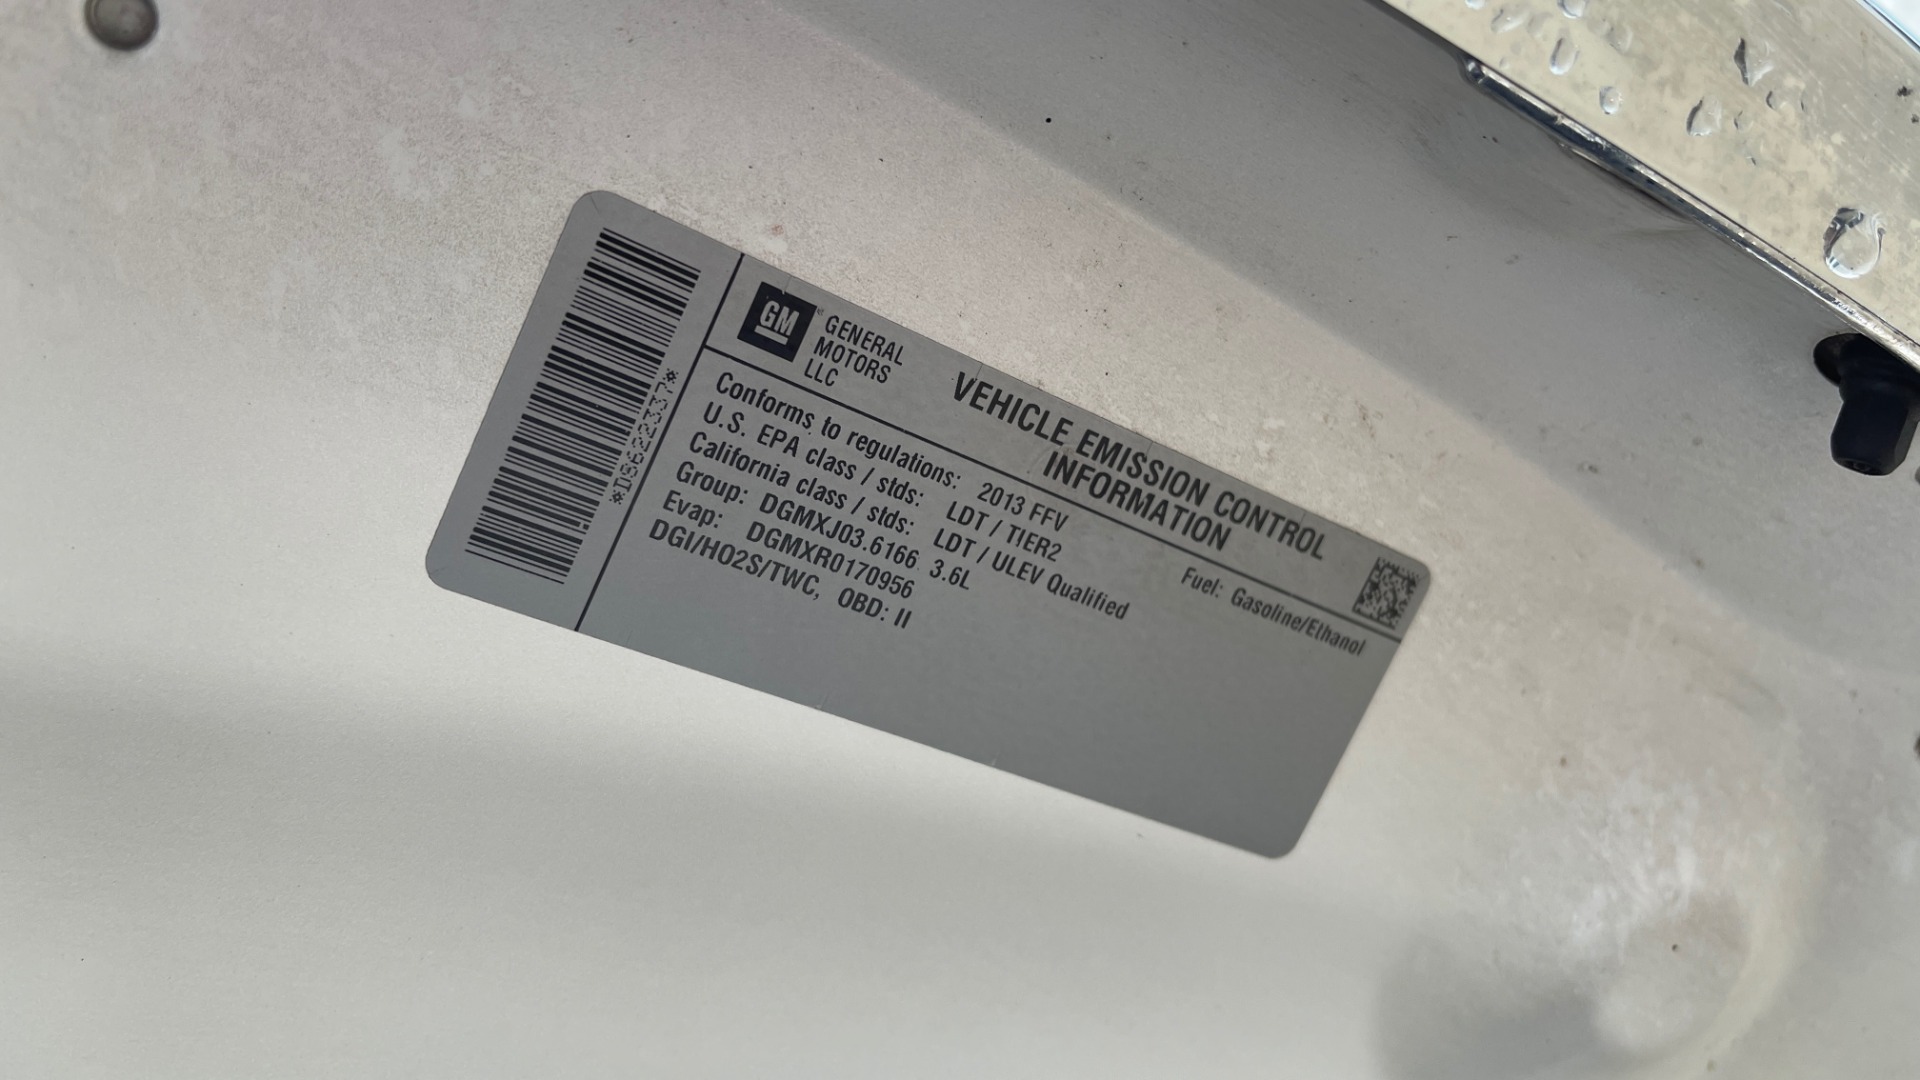 GM
GENERAL
MOTORS
LLC
VEHICLE EMISSION CONTROL
INFORMATION
Conforms to regulations: 2013 FFV
Fuel: Gasoline/Ethanol
U.S. EPA class / stds: LDT / TIER2
California class / stds: LDT / ULEV Qualified
Group: DGMXJ03.6166 3.6L
Evap: DGMXR0170956
DGI/HO2S/TWC, OBD: II
*DS622337*